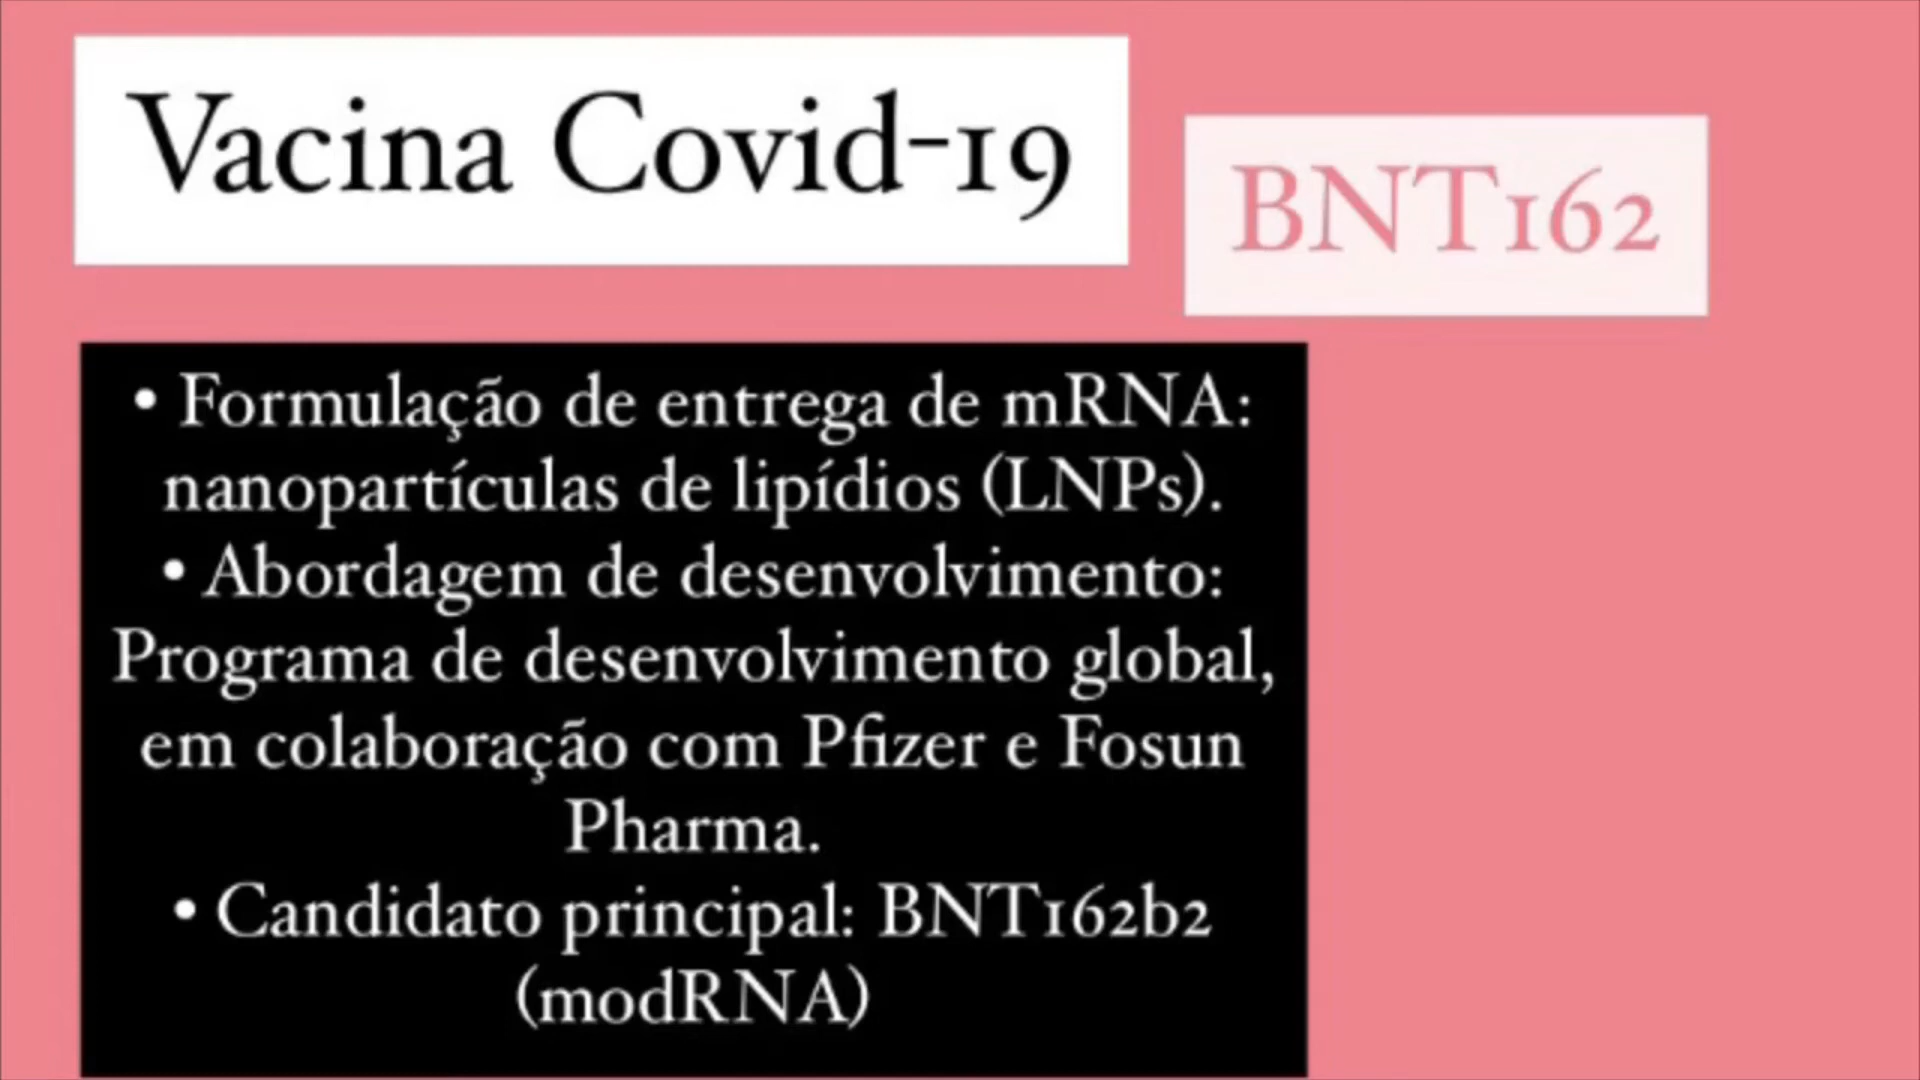 Vacina Covid-19
BNT162
• Formulação de entrega de mRNA:
nanopartículas de lipídios (LNPs).
• Abordagem de desenvolvimento:
Programa de desenvolvimento global,
em colaboração com Pfizer e Fosun
Pharma.
• Candidato principal: BNT162b2
(modRNA)